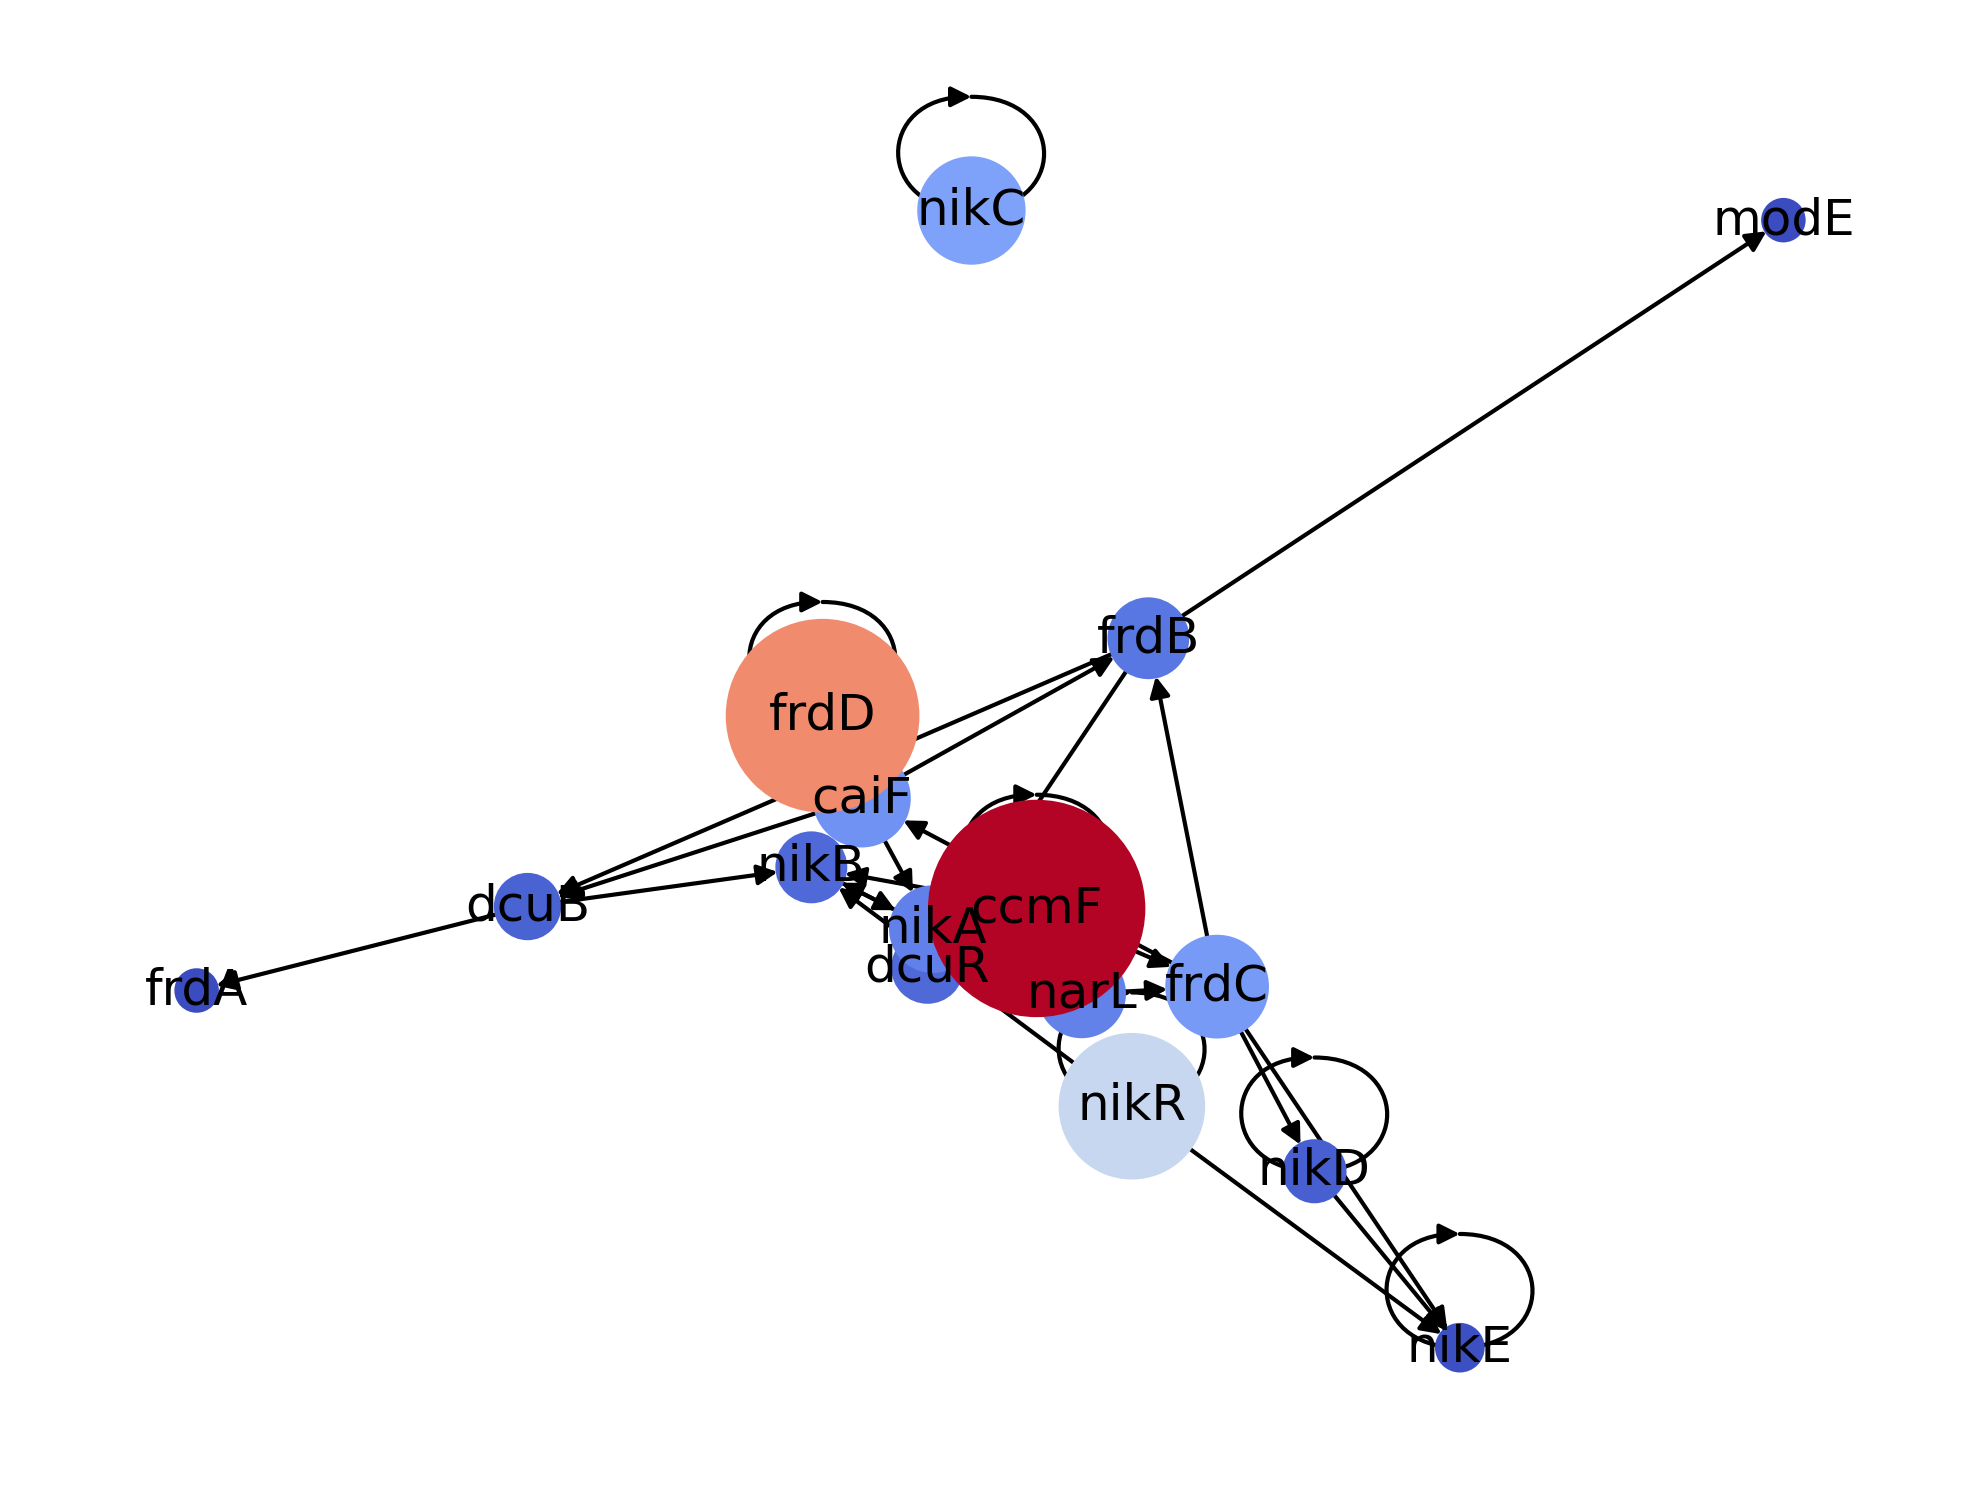 nikC
modE
frdB
frdD
caiF
nikB
dcuB
ccmF
nikA
dcuR
frdA
narL
frdC
nikR
nikD
nikE